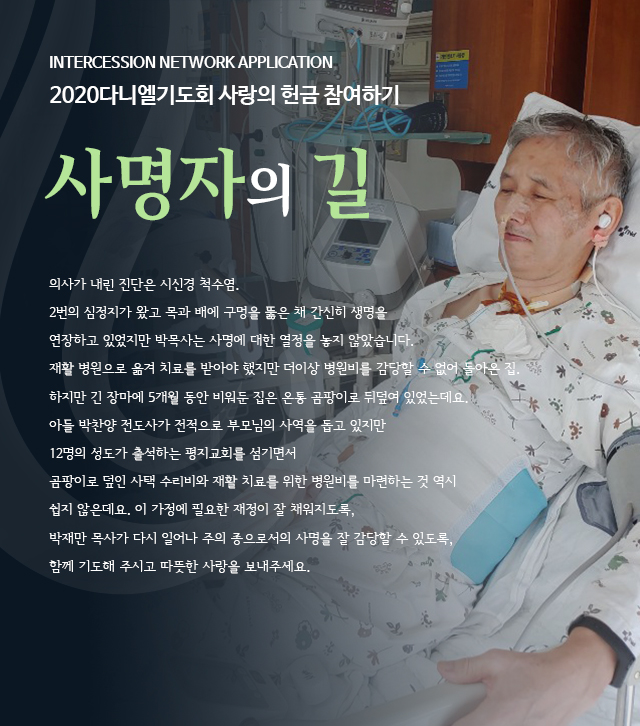 INTERCESSION NETWORK APPLICATION
2020다니엘기도회 사랑의 헌금 참여하기
사명자의 길
의사가 내린 진단은 시신경 척수염.
2번의 심정지가 왔고 목과 배에 구멍을 뚫은 채 간신히 생명을
연장하고 있었지만 박목사는 사명에 대한 열정을 놓지 않았습니다.
재활 병원으로 옮겨 치료를 받아야 했지만 더이상 병원비를 감당할 수 없어 돌아온 집.
하지만 긴 장마에 5개월 동안 비워둔 집은 온통 곰팡이로 뒤덮여 있었는데요.
아들 박찬양 전도사가 전적으로 부모님의 사역을 돕고 있지만
12명의 성도가 출석하는 평지교회를 섬기면서
곰팡이로 덮인 사택 수리비와 재활 치료를 위한 병원비를 마련하는 것 역시
쉽지 않은데요. 이 가정에 필요한 재정이 잘 채워지도록,
박재만 목사가 다시 일어나 주의 종으로서의 사명을 잘 감당할 수 있도록,
함께 기도해 주시고 따뜻한 사랑을 보내주세요.